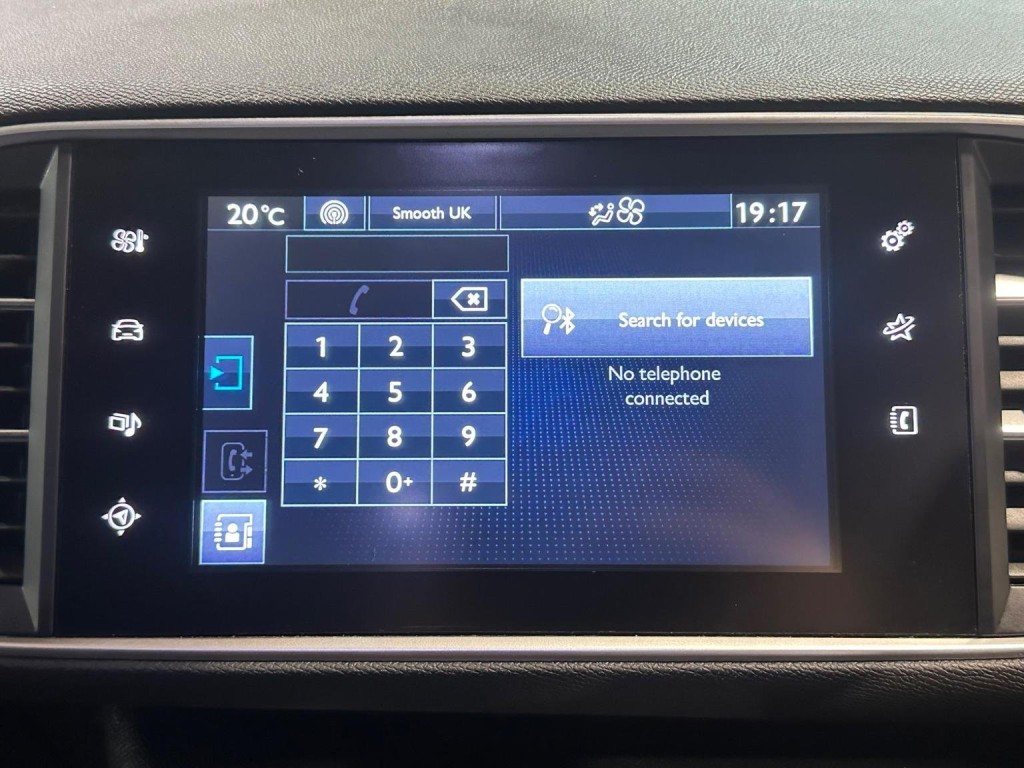 20°C Smooth UK 19:17
Search for devices
No telephone
connected
1 2 3
4 5 6
7 8 9
* 0+ #